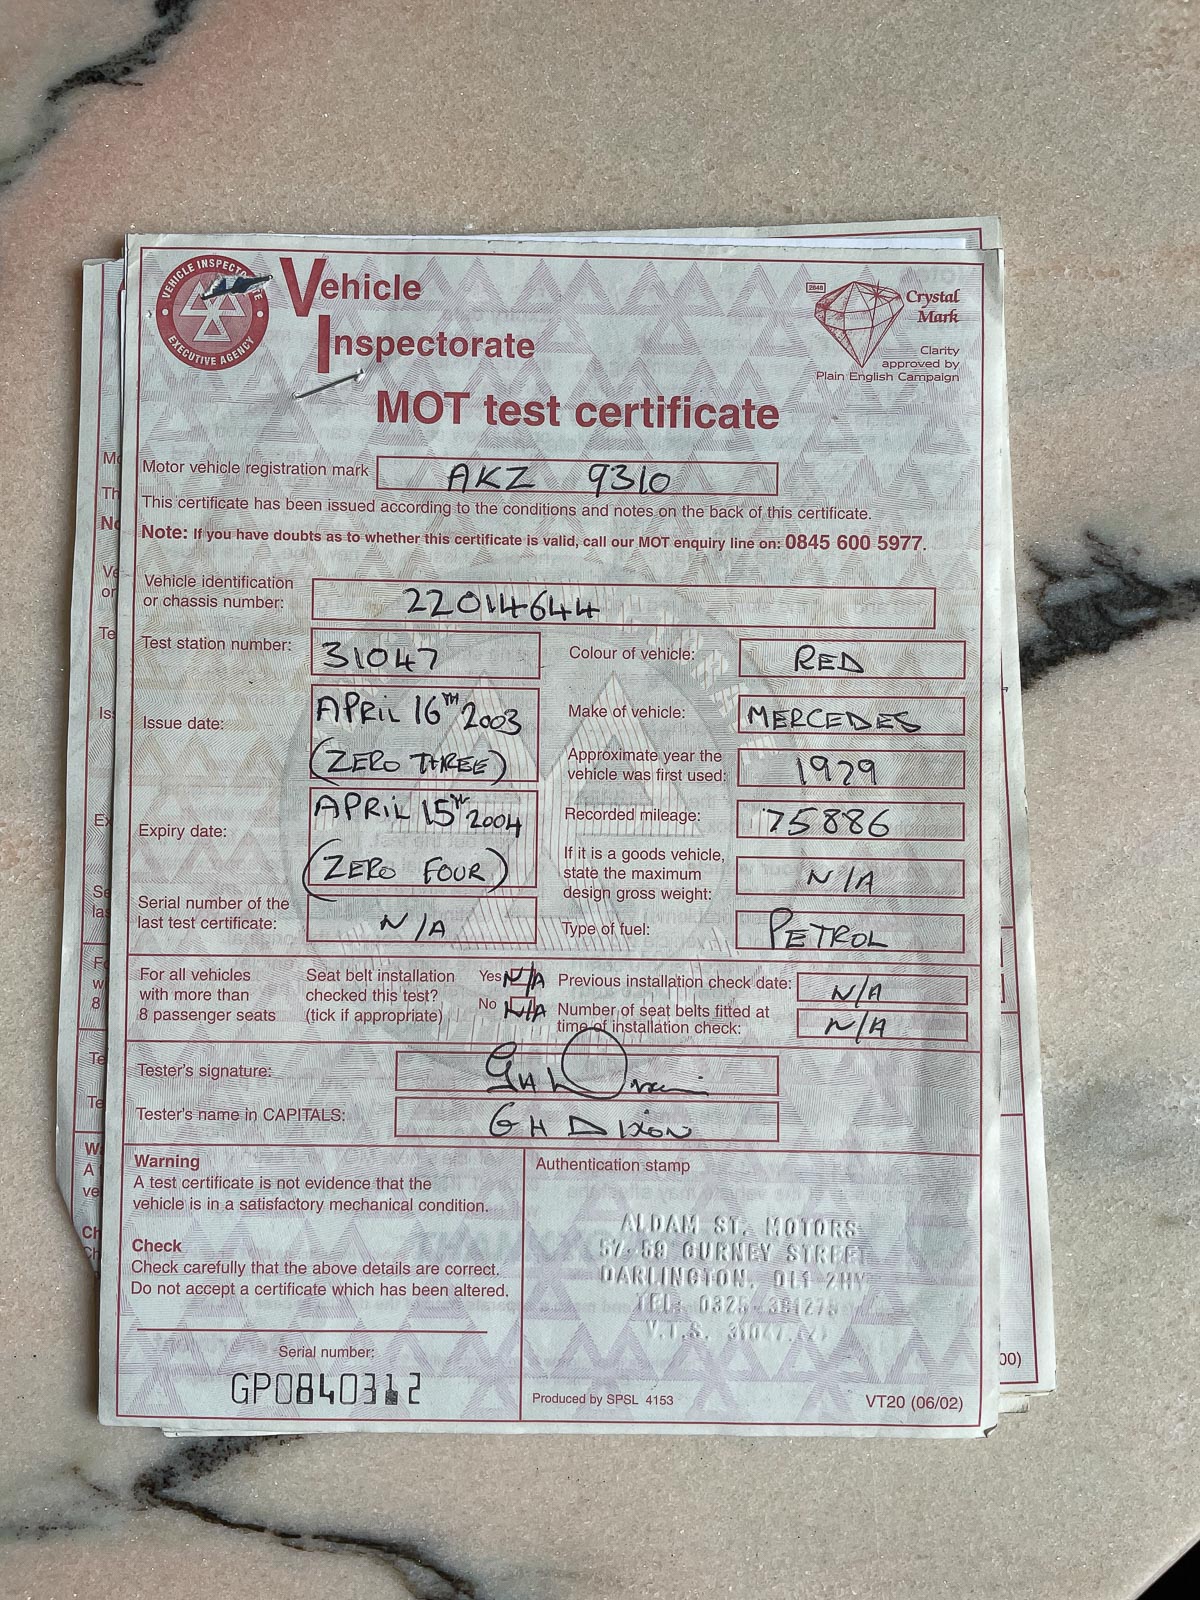 VEHICLE INSPECTORATE
EXECUTIVE AGENCY
Vehicle
Inspectorate
2648
Crystal
Mark
Clarity
approved by
Plain English Campaign
MOT test certificate
Motor vehicle registration mark AKZ 9310
This certificate has been issued according to the conditions and notes on the back of this certificate.
Note: If you have doubts as to whether this certificate is valid, call our MOT enquiry line on: 0845 600 5977.
Vehicle identification
or chassis number: 22014644
Test station number: 31047
Colour of vehicle: RED
Issue date: APRIL 16TH 2003
(ZERO THREE)
Make of vehicle: MERCEDES
Approximate year the
vehicle was first used: 1979
Expiry date: APRIL 15TH 2004
(ZERO FOUR)
Recorded mileage: 75886
If it is a goods vehicle,
state the maximum
design gross weight: N/A
Serial number of the
last test certificate: N/A
Type of fuel: PETROL
For all vehicles
with more than
8 passenger seats
Seat belt installation
checked this test?
(tick if appropriate)
Yes N/A
No N/A
Previous installation check date: N/A
Number of seat belts fitted at
time of installation check: N/A
Tester's signature:
Tester's name in CAPITALS: GH DIXON
Warning
A test certificate is not evidence that the
vehicle is in a satisfactory mechanical condition.
Check
Check carefully that the above details are correct.
Do not accept a certificate which has been altered.
Serial number:
GP0840312
Authentication stamp
ALDAM ST. MOTORS
57-59 GURNEY STREET
DARLINGTON, DL1 2HY
TEL. 0325
V.T.S. 31047
Produced by SPSL 4153
VT20 (06/02)
00)